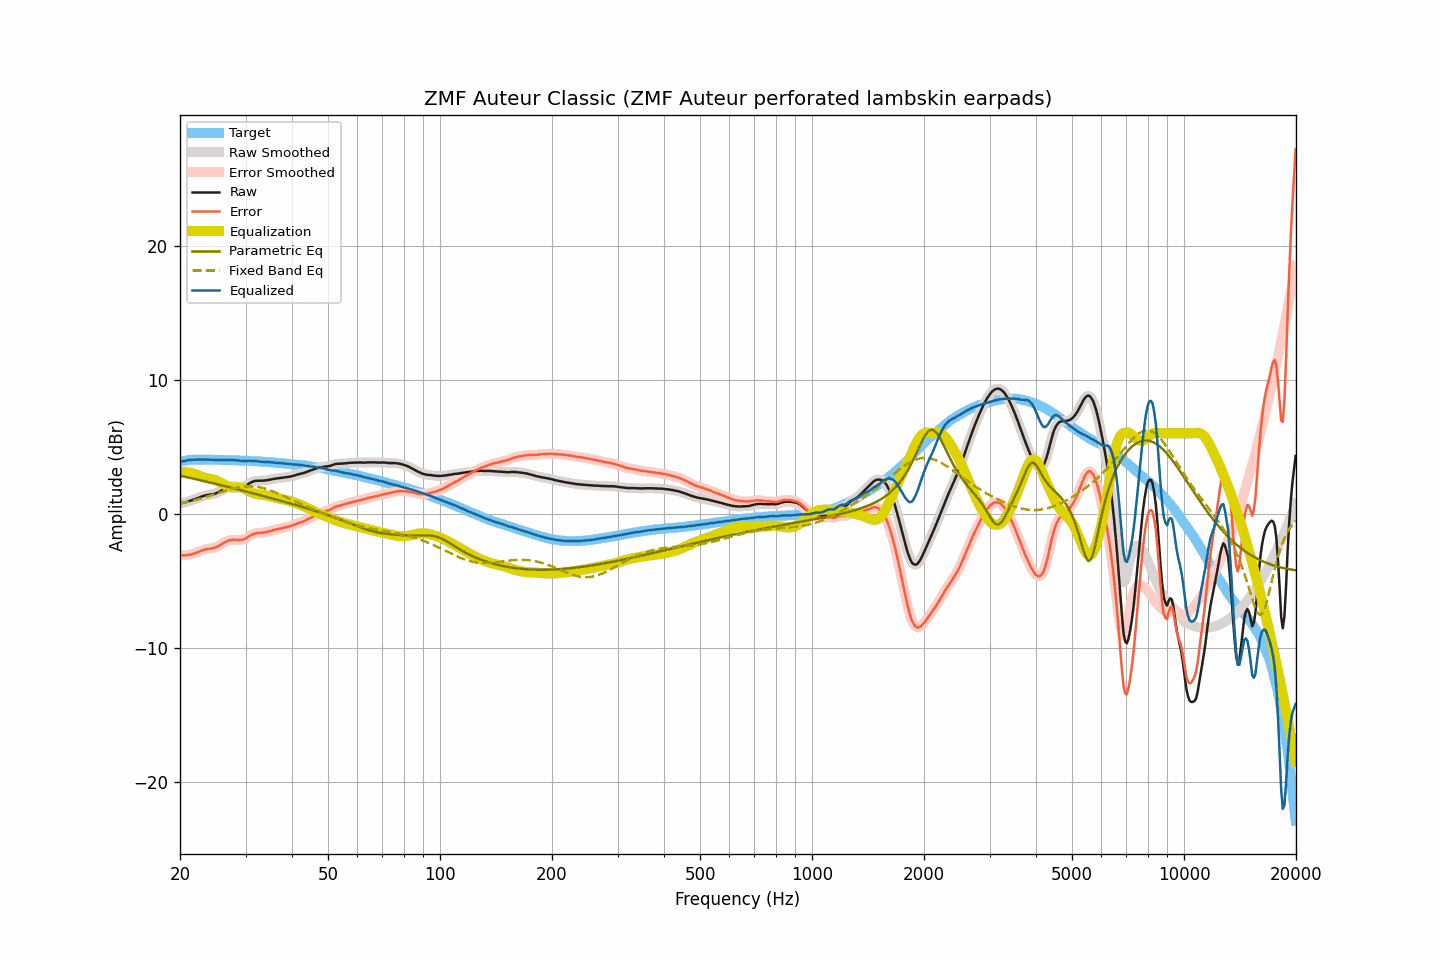 ZMF Auteur Classic (ZMF Auteur perforated lambskin earpads)
Target
Raw Smoothed
Error Smoothed
Raw
Error
Equalization
Parametric Eq
Fixed Band Eq
Equalized
Amplitude (dBr)
20
10
0
−10
−20
20 50 100 200 500 1000 2000 5000 10000 20000
Frequency (Hz)